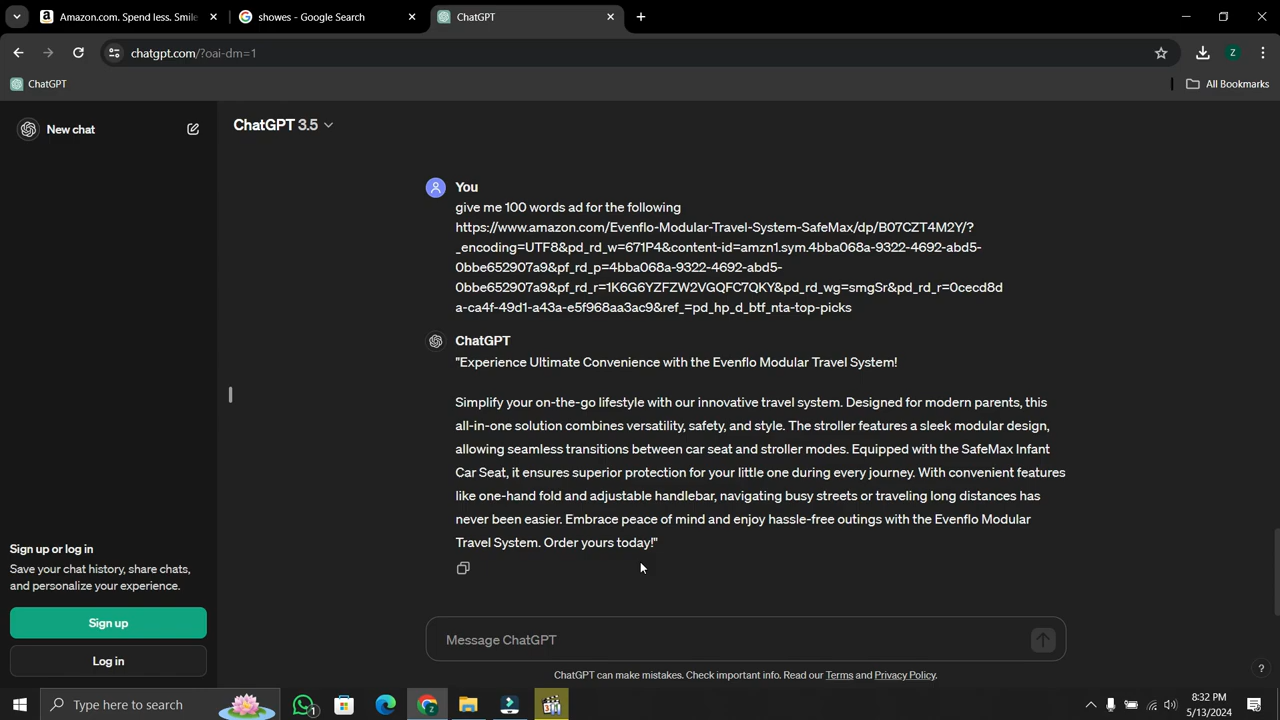 Amazon.com. Spend less. Smile
showes - Google Search
ChatGPT
chatgpt.com/?oai-dm=1
Z
ChatGPT
All Bookmarks
New chat
ChatGPT 3.5
You
give me 100 words ad for the following
https://www.amazon.com/Evenflo-Modular-Travel-System-SafeMax/dp/B07CZT4M2Y/?
_encoding=UTF8&pd_rd_w=671P4&content-id=amzn1.sym.4bba068a-9322-4692-abd5-
0bbe652907a9&pf_rd_p=4bba068a-9322-4692-abd5-
0bbe652907a9&pf_rd_r=1K6G6YZFZW2VGQFC7QKY&pd_rd_wg=smgSr&pd_rd_r=0cecd8d
a-ca4f-49d1-a43a-e5f968aa3ac9&ref_=pd_hp_d_btf_nta-top-picks
ChatGPT
"Experience Ultimate Convenience with the Evenflo Modular Travel System!
Simplify your on-the-go lifestyle with our innovative travel system. Designed for modern parents, this
all-in-one solution combines versatility, safety, and style. The stroller features a sleek modular design,
allowing seamless transitions between car seat and stroller modes. Equipped with the SafeMax Infant
Car Seat, it ensures superior protection for your little one during every journey. With convenient features
like one-hand fold and adjustable handlebar, navigating busy streets or traveling long distances has
never been easier. Embrace peace of mind and enjoy hassle-free outings with the Evenflo Modular
Travel System. Order yours today!"
Sign up or log in
Save your chat history, share chats,
and personalize your experience.
Sign up
Log in
Message ChatGPT
ChatGPT can make mistakes. Check important info. Read our Terms and Privacy Policy.
?
Type here to search
1
8:32 PM
5/13/2024